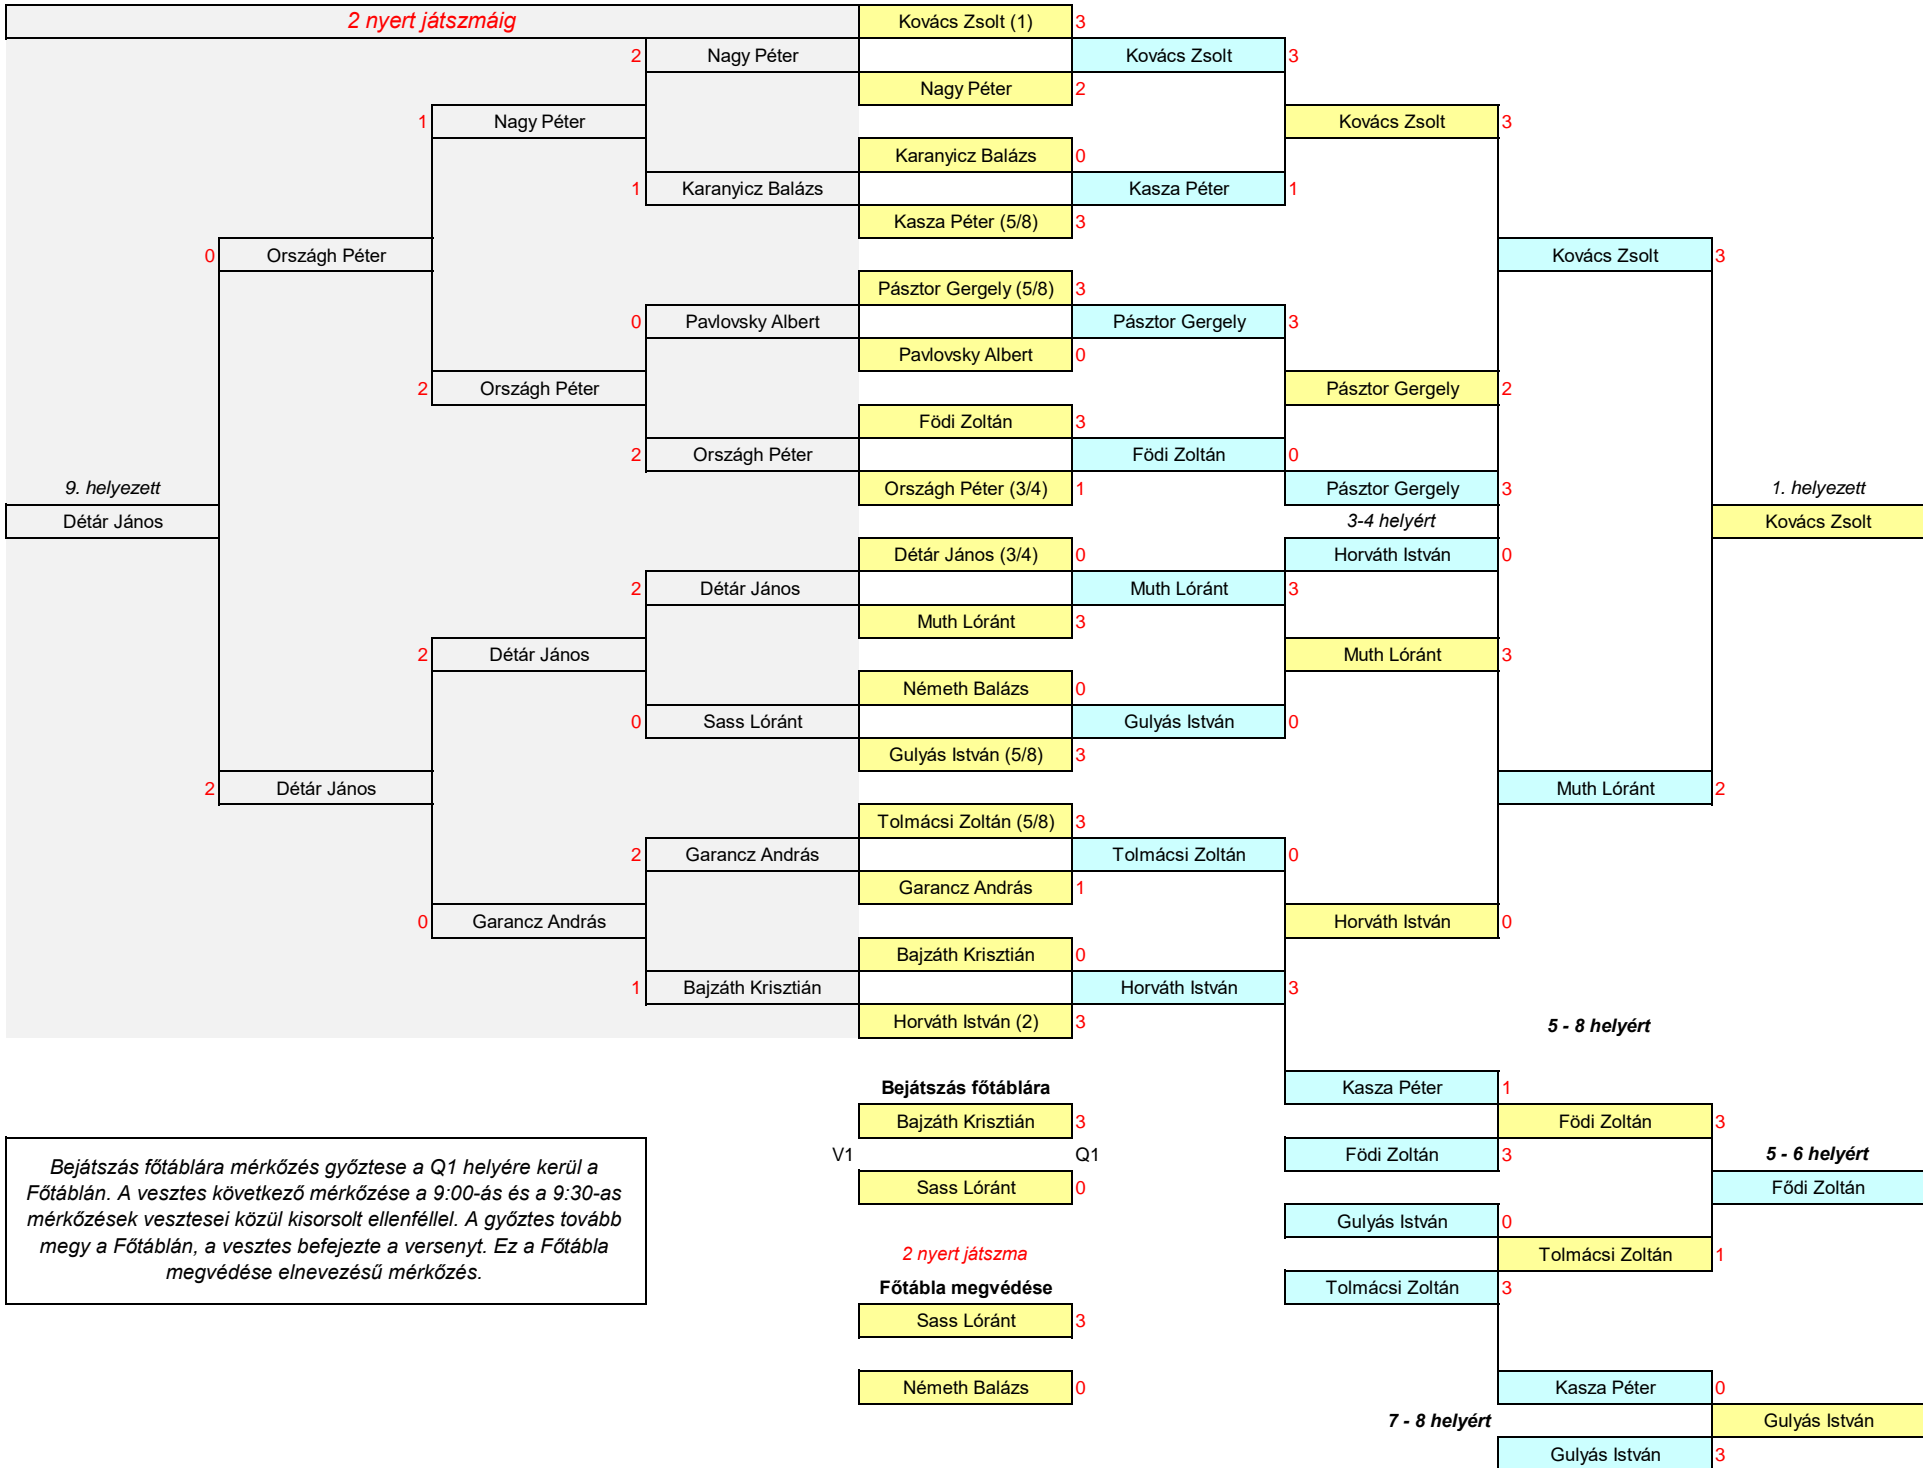 2 nyert játszmáig Kovács Zsolt (1) 3
2 Nagy Péter Kovács Zsolt 3
Nagy Péter 2
1 Nagy Péter Kovács Zsolt 3
Karanyicz Balázs 0
1 Karanyicz Balázs Kasza Péter 1
Kasza Péter (5/8) 3
0 Országh Péter Kovács Zsolt 3
Pásztor Gergely (5/8) 3
0 Pavlovsky Albert Pásztor Gergely 3
Pavlovsky Albert 0
2 Országh Péter Pásztor Gergely 2
Födi Zoltán 3
2 Országh Péter Födi Zoltán 0
9. helyezett Országh Péter (3/4) 1 Pásztor Gergely 3 1. helyezett
Détár János 3-4 helyért Kovács Zsolt
Détár János (3/4) 0 Horváth István 0
2 Détár János Muth Lóránt 3
Muth Lóránt 3
2 Détár János Muth Lóránt 3
Németh Balázs 0
0 Sass Lóránt Gulyás István 0
Gulyás István (5/8) 3
2 Détár János Muth Lóránt 2
Tolmácsi Zoltán (5/8) 3
2 Garancz András Tolmácsi Zoltán 0
Garancz András 1
0 Garancz András Horváth István 0
Bajzáth Krisztián 0
1 Bajzáth Krisztián Horváth István 3
Horváth István (2) 3 5 - 8 helyért
Bejátszás főtáblára Kasza Péter 1
Bajzáth Krisztián 3 Födi Zoltán 3
V1 Q1 Födi Zoltán 3 5 - 6 helyért
Sass Lóránt 0 Fődi Zoltán
Bejátszás főtáblára mérkőzés győztese a Q1 helyére kerül a
Főtáblán. A vesztes következő mérkőzése a 9:00-ás és a 9:30-as
mérkőzések vesztesei közül kisorsolt ellenféllel. A győztes tovább
megy a Főtáblán, a vesztes befejezte a versenyt. Ez a Főtábla
megvédése elnevezésű mérkőzés.
Gulyás István 0
2 nyert játszma Tolmácsi Zoltán 1
Főtábla megvédése Tolmácsi Zoltán 3
Sass Lóránt 3
Németh Balázs 0 Kasza Péter 0
7 - 8 helyért Gulyás István
Gulyás István 3